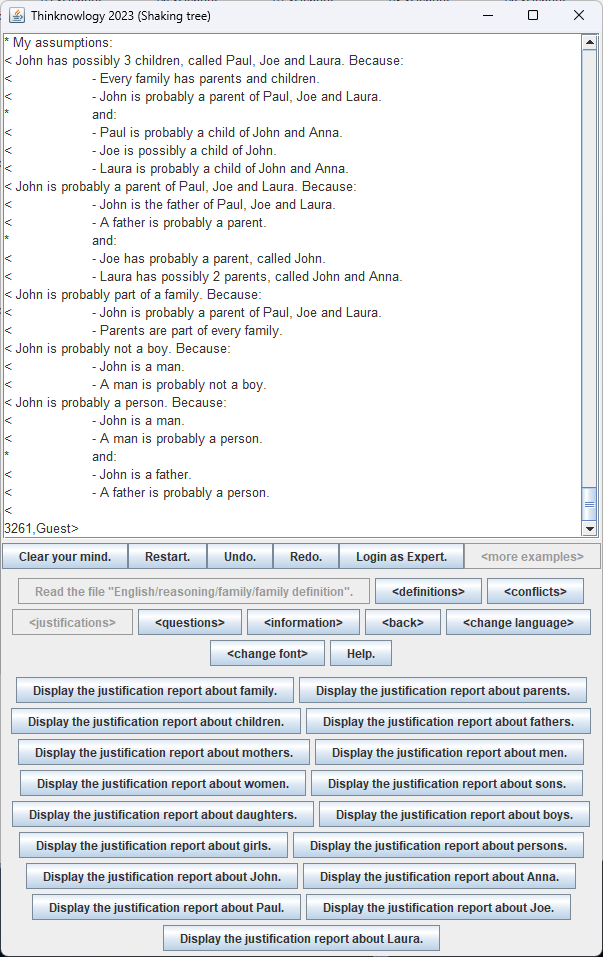 Thinknowlogy 2023 (Shaking tree)
* My assumptions:
< John has possibly 3 children, called Paul, Joe and Laura. Because:
< - Every family has parents and children.
< - John is probably a parent of Paul, Joe and Laura.
* and:
< - Paul is probably a child of John and Anna.
< - Joe is possibly a child of John.
< - Laura is probably a child of John and Anna.
< John is probably a parent of Paul, Joe and Laura. Because:
< - John is the father of Paul, Joe and Laura.
< - A father is probably a parent.
* and:
< - Joe has probably a parent, called John.
< - Laura has possibly 2 parents, called John and Anna.
< John is probably part of a family. Because:
< - John is probably a parent of Paul, Joe and Laura.
< - Parents are part of every family.
< John is probably not a boy. Because:
< - John is a man.
< - A man is probably not a boy.
< John is probably a person. Because:
< - John is a man.
< - A man is probably a person.
* and:
< - John is a father.
< - A father is probably a person.
<
3261,Guest>
Clear your mind. Restart. Undo. Redo. Login as Expert. <more examples>
Read the file "English/reasoning/family/family definition". <definitions> <conflicts>
<justifications> <questions> <information> <back> <change language>
<change font> Help.
Display the justification report about family. Display the justification report about parents.
Display the justification report about children. Display the justification report about fathers.
Display the justification report about mothers. Display the justification report about men.
Display the justification report about women. Display the justification report about sons.
Display the justification report about daughters. Display the justification report about boys.
Display the justification report about girls. Display the justification report about persons.
Display the justification report about John. Display the justification report about Anna.
Display the justification report about Paul. Display the justification report about Joe.
Display the justification report about Laura.